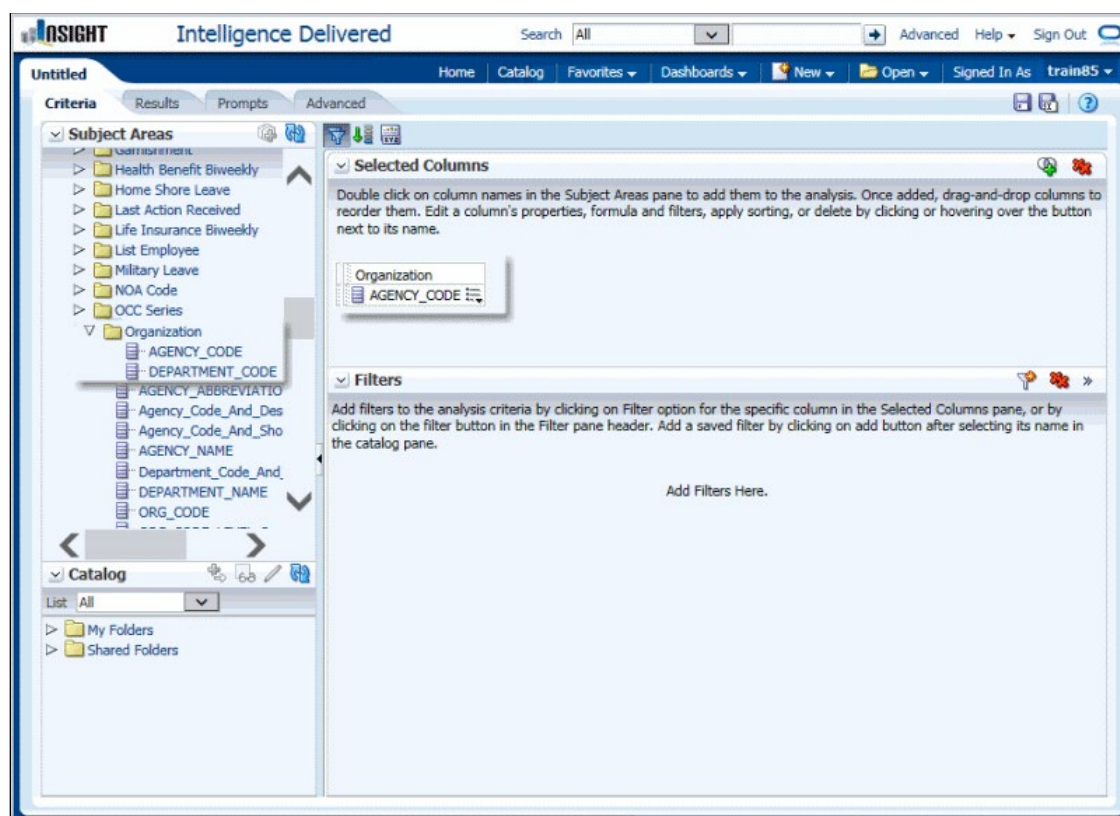 INSIGHT Intelligence Delivered Search All Advanced Help Sign Out
Untitled Home Catalog Favorites Dashboards New Open Signed In As train85
Criteria Results Prompts Advanced
Subject Areas
Garnishment
Health Benefit Biweekly
Home Shore Leave
Last Action Received
Life Insurance Biweekly
List Employee
Military Leave
NOA Code
OCC Series
Organization
AGENCY_CODE
DEPARTMENT_CODE
AGENCY_ABBREVIATIO
Agency_Code_And_Des
Agency_Code_And_Sho
AGENCY_NAME
Department_Code_And_
DEPARTMENT_NAME
ORG_CODE
Catalog
List All
My Folders
Shared Folders
Selected Columns
Double click on column names in the Subject Areas pane to add them to the analysis. Once added, drag-and-drop columns to
reorder them. Edit a column's properties, formula and filters, apply sorting, or delete by clicking or hovering over the button
next to its name.
Organization
AGENCY_CODE
Filters
Add filters to the analysis criteria by clicking on Filter option for the specific column in the Selected Columns pane, or by
clicking on the filter button in the Filter pane header. Add a saved filter by clicking on add button after selecting its name in
the catalog pane.
Add Filters Here.